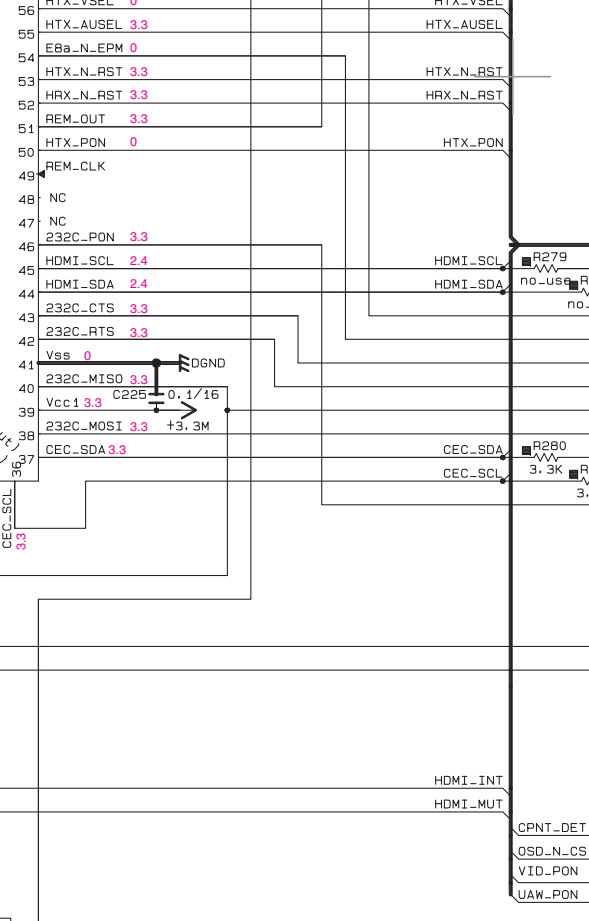 56 HTX_VSEL 0 HTX_VSEL
55 HTX_AUSEL 3.3 HTX_AUSEL
54 E8a_N_EPM 0
53 HTX_N_RST 3.3 HTX_N_RST
52 HRX_N_RST 3.3 HRX_N_RST
51 REM_OUT 3.3
50 HTX_PON 0 HTX_PON
49 REM_CLK
48 NC
47 NC
46 232C_PON 3.3
45 HDMI_SCL 2.4 HDMI_SCL R279
44 HDMI_SDA 2.4 HDMI_SDA no_use R
43 232C_CTS 3.3 no_
42 232C_RTS 3.3
41 Vss 0 DGND
40 232C_MISO 3.3 C225 0.1/16
39 Vcc1 3.3 +3.3M
38 232C_MOSI 3.3
37 CEC_SDA 3.3 CEC_SDA R280
36 CEC_SCL 3.3K R
CEC_SCL 3.3 3.
HDMI_INT
HDMI_MUT
CPNT_DET
OSD_N_CS
VID_PON
UAW_PON